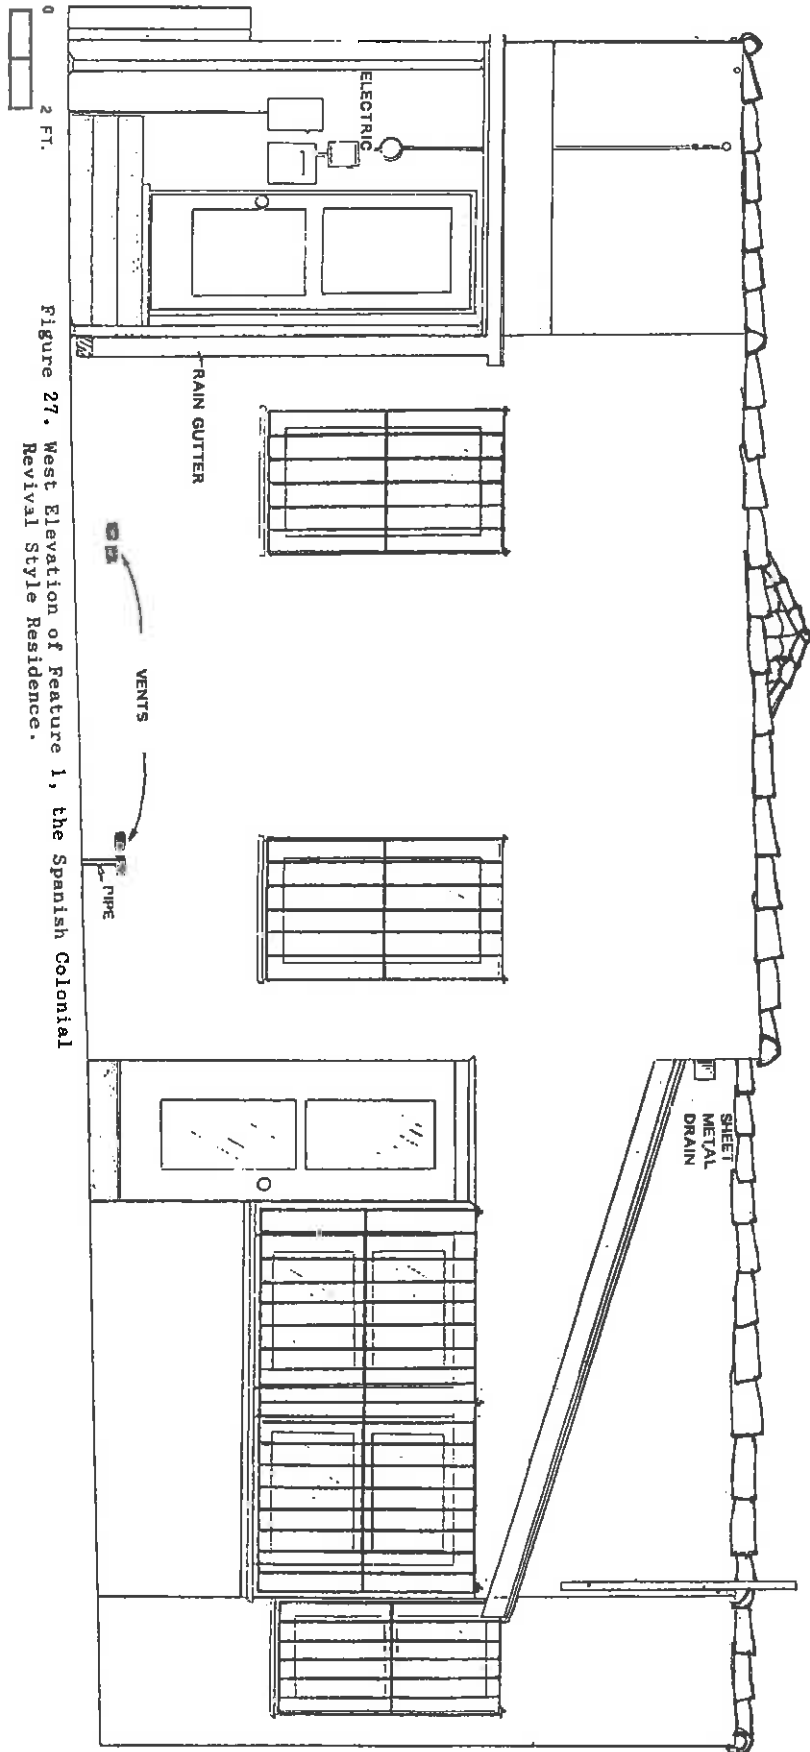 ELECTRIC
RAIN GUTTER
VENTS
PIPE
SHEET
METAL
DRAIN
0 2 FT.
Figure 27. West Elevation of Feature 1, the Spanish Colonial
Revival Style Residence.